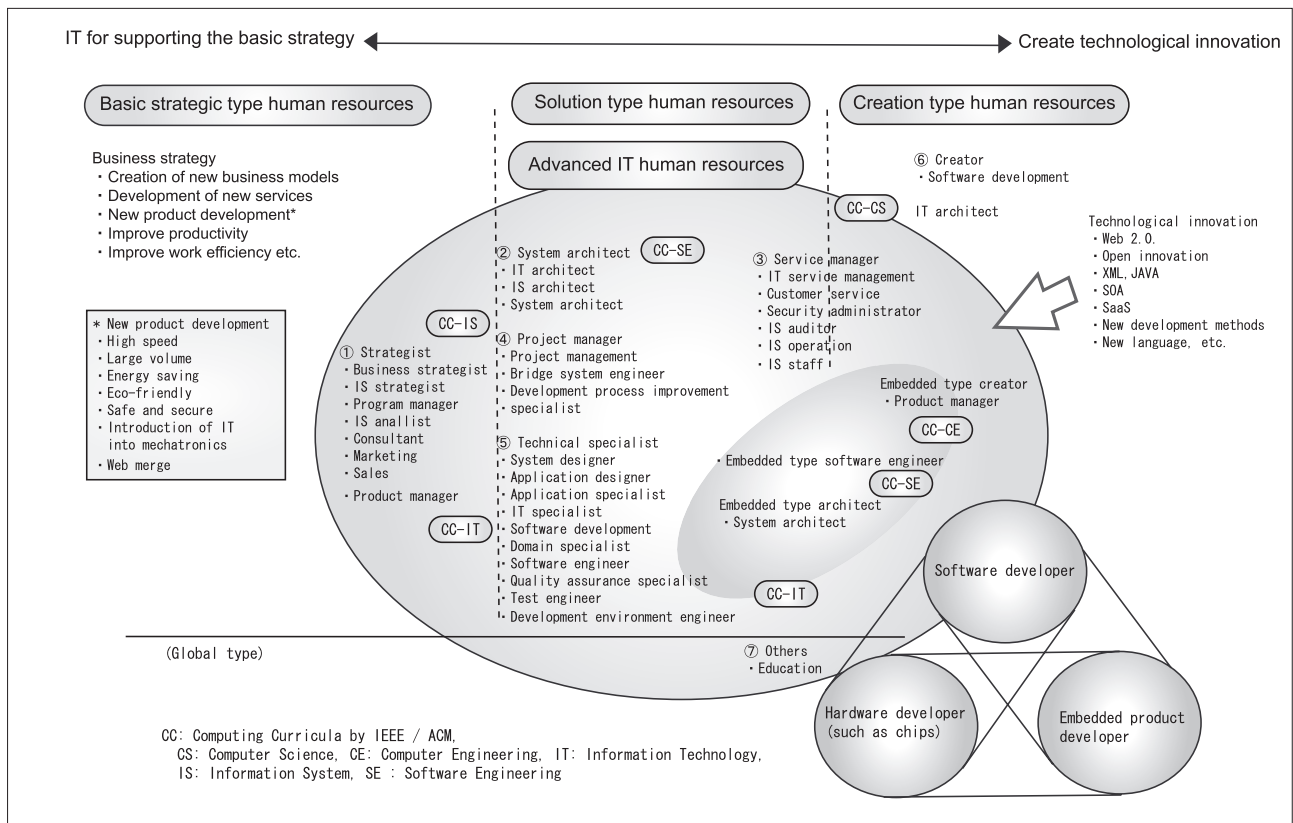 IT for supporting the basic strategy
Create technological innovation
Basic strategic type human resources
Solution type human resources
Creation type human resources
Advanced IT human resources
Business strategy
・Creation of new business models
・Development of new services
・New product development*
・Improve productivity
・Improve work efficiency etc.
* New product development
・High speed
・Large volume
・Energy saving
・Eco-friendly
・Safe and secure
・Introduction of IT
into mechatronics
・Web merge
CC-IS
① Strategist
・Business strategist
・IS strategist
・Program manager
・IS anallist
・Consultant
・Marketing
・Sales
・Product manager
CC-IT
② System architect
CC-SE
・IT architect
・IS architect
・System architect
④ Project manager
・Project management
・Bridge system engineer
・Development process improvement
・specialist
⑤ Technical specialist
・System designer
・Application designer
・Application specialist
・IT specialist
・Software development
・Domain specialist
・Software engineer
・Quality assurance specialist
・Test engineer
・Development environment engineer
③ Service manager
・IT service management
・Customer service
・Security administrator
・IS auditor
・IS operation
・IS staff
⑥ Creator
・Software development
CC-CS
IT architect
Technological innovation
・Web 2.0.
・Open innovation
・XML, JAVA
・SOA
・SaaS
・New development methods
・New language, etc.
Embedded type creator
・Product manager
CC-CE
・Embedded type software engineer
CC-SE
Embedded type architect
・System architect
CC-IT
Software developer
Hardware developer
(such as chips)
Embedded product
developer
(Global type)
⑦ Others
・Education
CC: Computing Curricula by IEEE / ACM,
CS: Computer Science, CE: Computer Engineering, IT: Information Technology,
IS: Information System, SE : Software Engineering